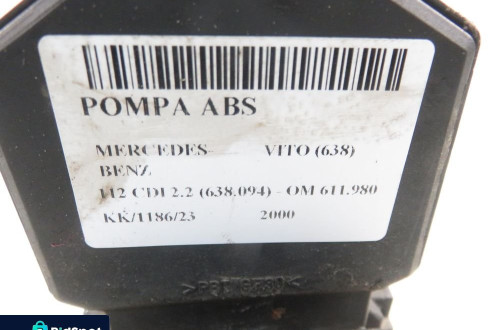 POMPA ABS
MERCEDES- VITO (638)
BENZ
112 CDI 2.2 (638.094) - OM 611.980
KK/1186/23 2000
BidSpot